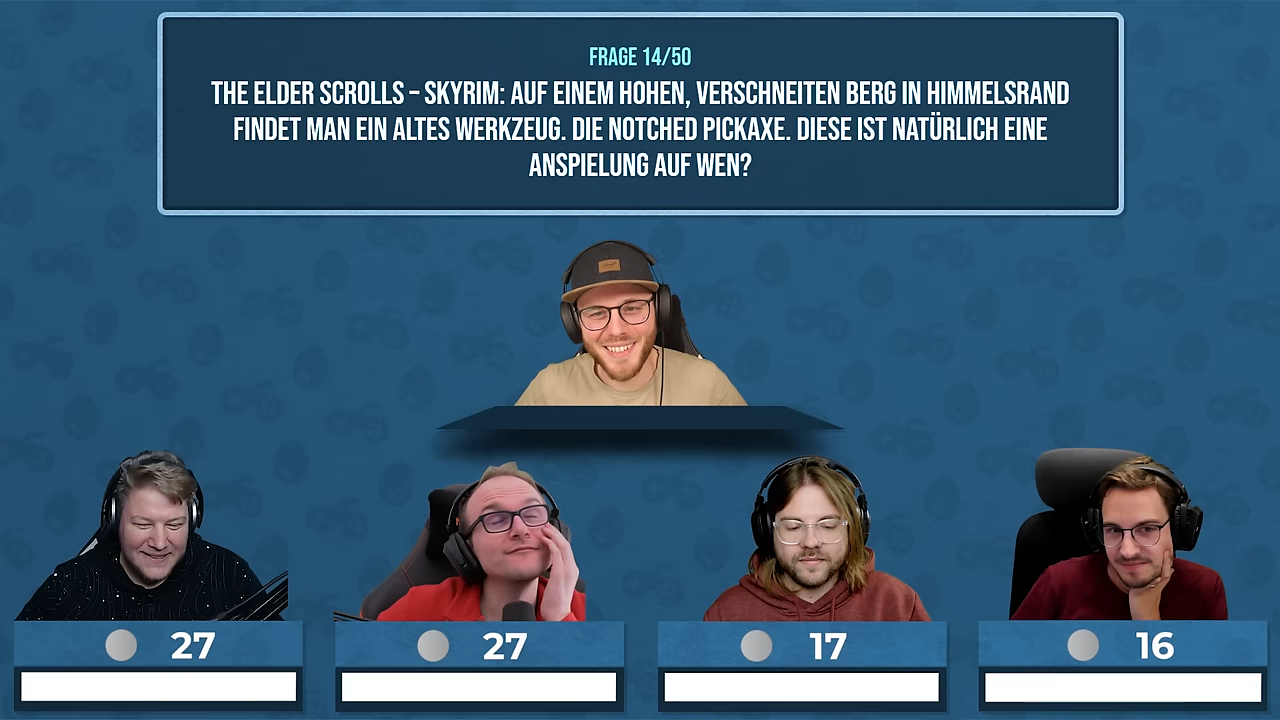 FRAGE 14/50
THE ELDER SCROLLS – SKYRIM: AUF EINEM HOHEN, VERSCHNEITEN BERG IN HIMMELSRAND
FINDET MAN EIN ALTES WERKZEUG. DIE NOTCHED PICKAXE. DIESE IST NATÜRLICH EINE
ANSPIELUNG AUF WEN?
27
27
17
16